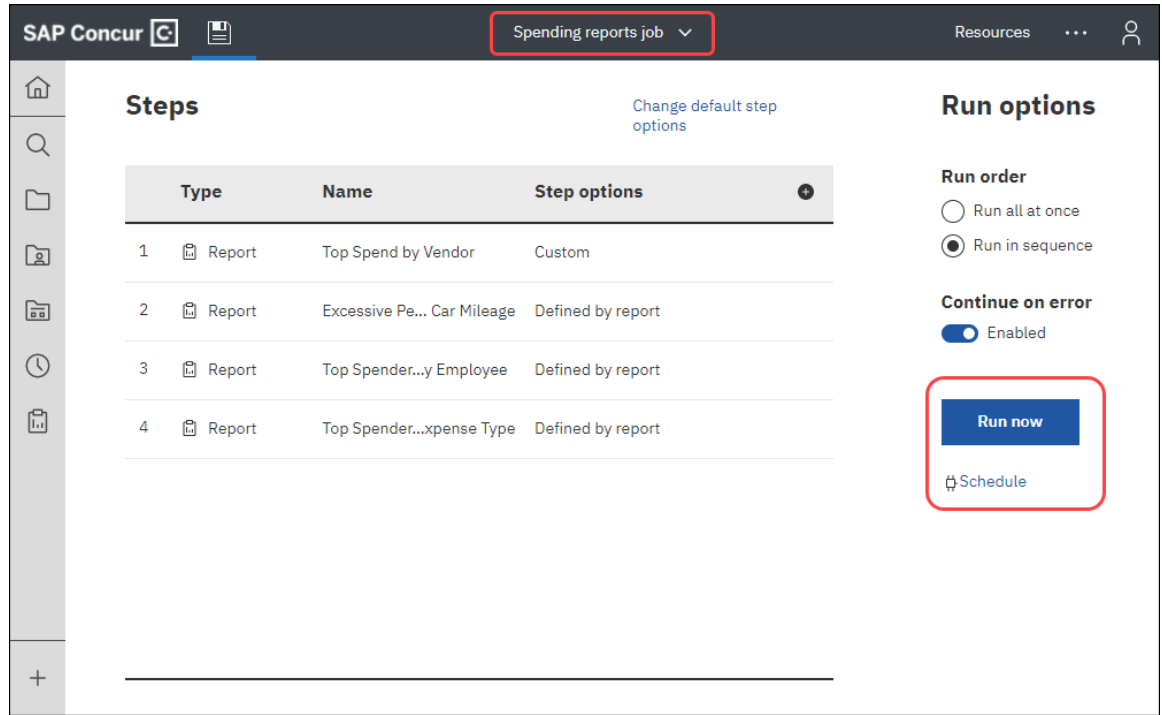 SAP Concur C Spending reports job Resources ...
Steps
Change default step
options
Type Name Step options
1 Report Top Spend by Vendor Custom
2 Report Excessive Pe... Car Mileage Defined by report
3 Report Top Spender...y Employee Defined by report
4 Report Top Spender...xpense Type Defined by report
Run options
Run order
Run all at once
Run in sequence
Continue on error
Enabled
Run now
Schedule